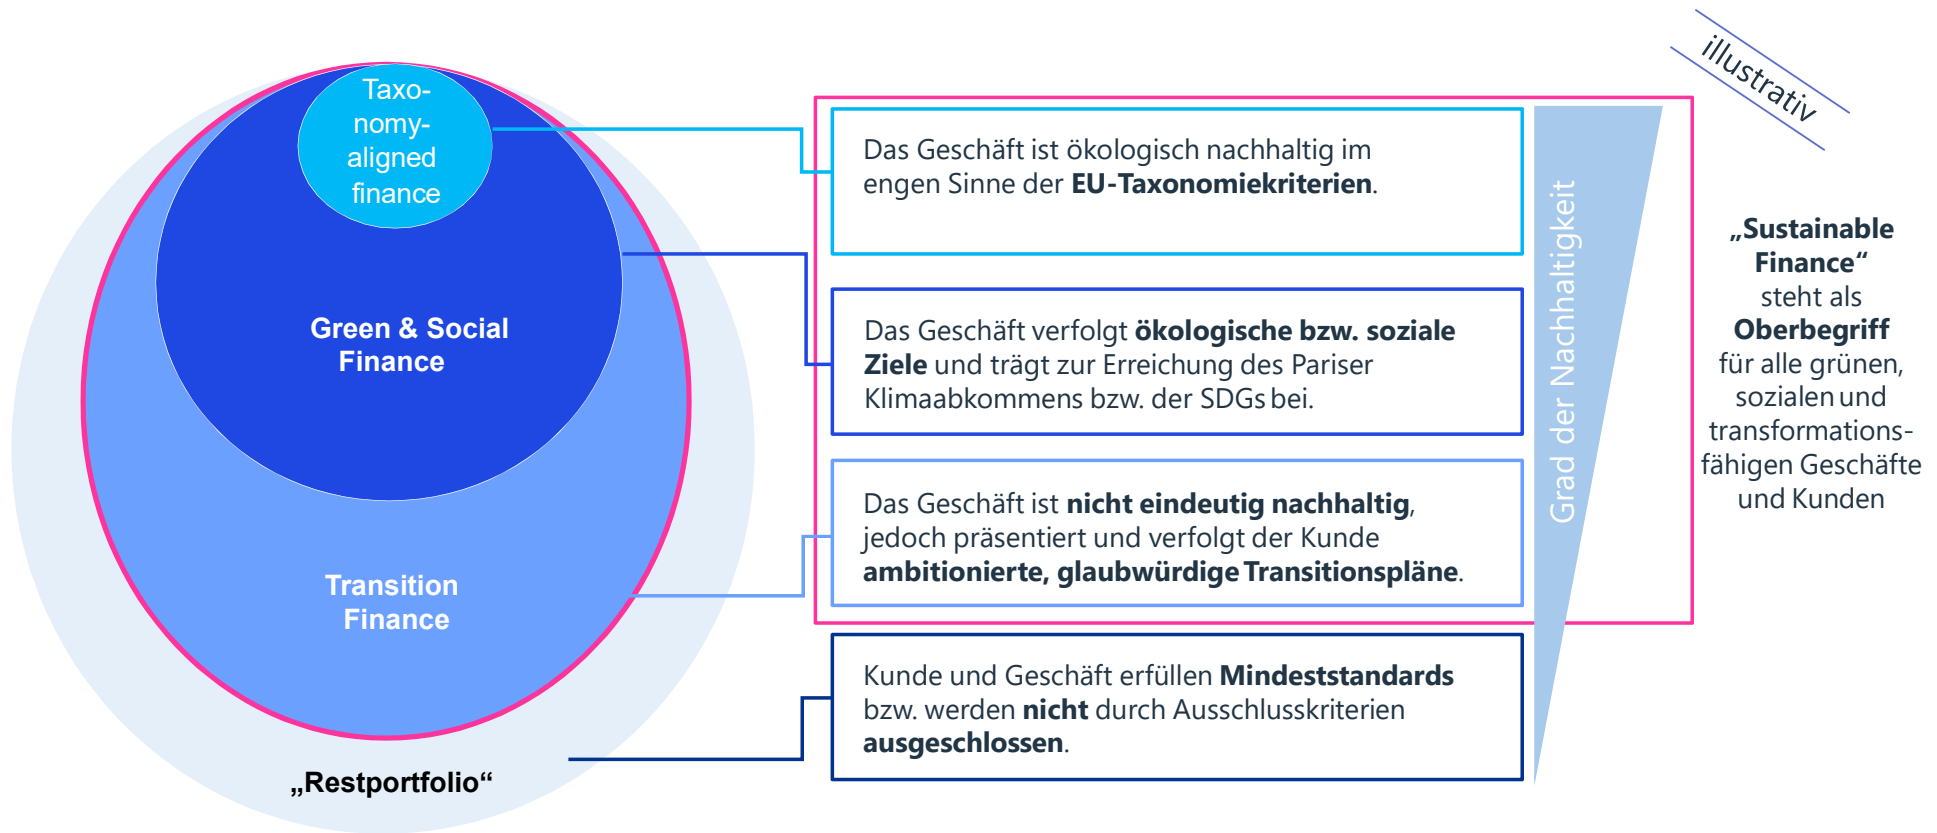 Taxo-
nomy-
aligned
finance
Green & Social
Finance
Transition
Finance
„Restportfolio“
Das Geschäft ist ökologisch nachhaltig im
engen Sinne der EU-Taxonomiekriterien.
Das Geschäft verfolgt ökologische bzw. soziale
Ziele und trägt zur Erreichung des Pariser
Klimaabkommens bzw. der SDGs bei.
Das Geschäft ist nicht eindeutig nachhaltig,
jedoch präsentiert und verfolgt der Kunde
ambitionierte, glaubwürdige Transitionspläne.
Kunde und Geschäft erfüllen Mindeststandards
bzw. werden nicht durch Ausschlusskriterien
ausgeschlossen.
Grad der Nachhaltigkeit
illustrativ
„Sustainable
Finance“
steht als
Oberbegriff
für alle grünen,
sozialen und
transformations-
fähigen Geschäfte
und Kunden